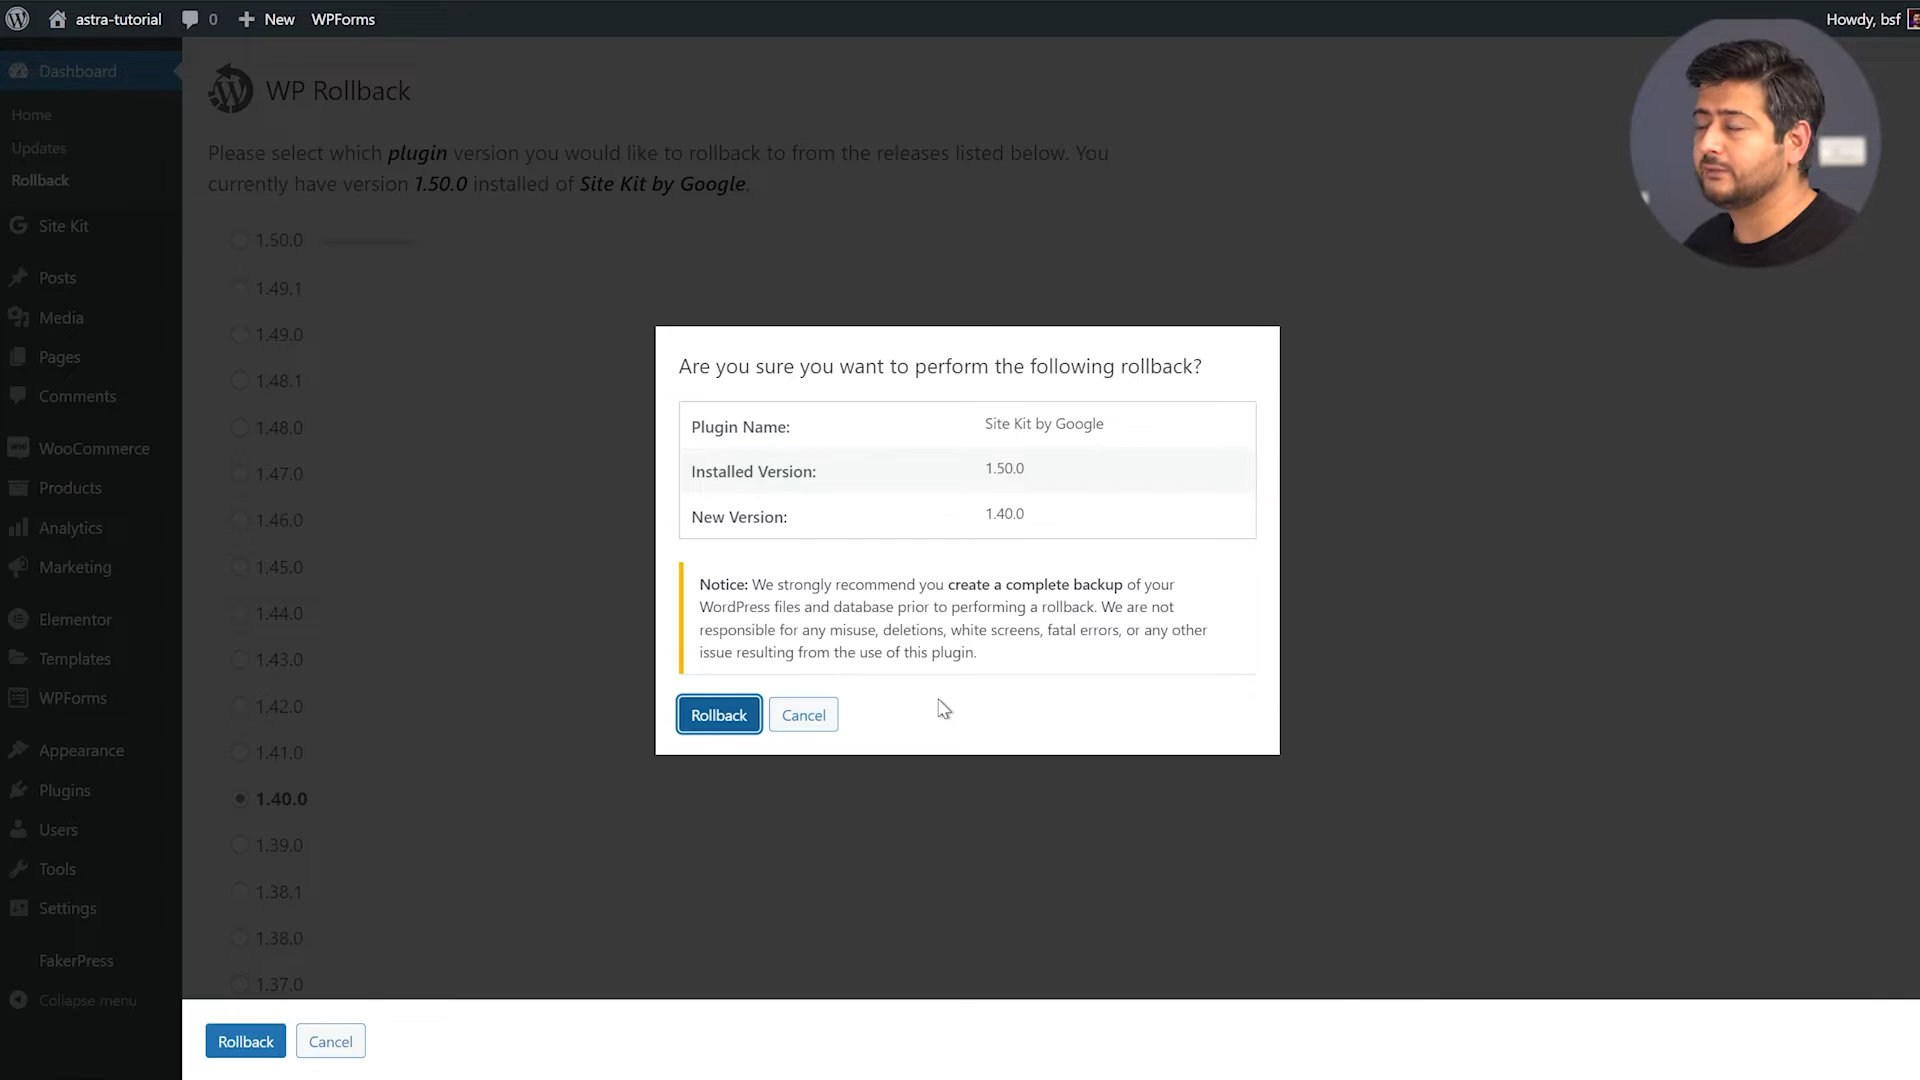 astra-tutorial
0
New
WPForms
Howdy, bsf
Dashboard
Home
Updates
Rollback
Site Kit
Posts
Media
Pages
Comments
WooCommerce
Products
Analytics
Marketing
Elementor
Templates
WPForms
Appearance
Plugins
Users
Tools
Settings
FakerPress
Collapse menu
WP Rollback
Please select which plugin version you would like to rollback to from the releases listed below. You
currently have version 1.50.0 installed of Site Kit by Google.
1.50.0
1.49.1
1.49.0
1.48.1
1.48.0
1.47.0
1.46.0
1.45.0
1.44.0
1.43.0
1.42.0
1.41.0
1.40.0
1.39.0
1.38.1
1.38.0
1.37.0
Are you sure you want to perform the following rollback?
Plugin Name: Site Kit by Google
Installed Version: 1.50.0
New Version: 1.40.0
Notice: We strongly recommend you create a complete backup of your
WordPress files and database prior to performing a rollback. We are not
responsible for any misuse, deletions, white screens, fatal errors, or any other
issue resulting from the use of this plugin.
Rollback
Cancel
Rollback
Cancel